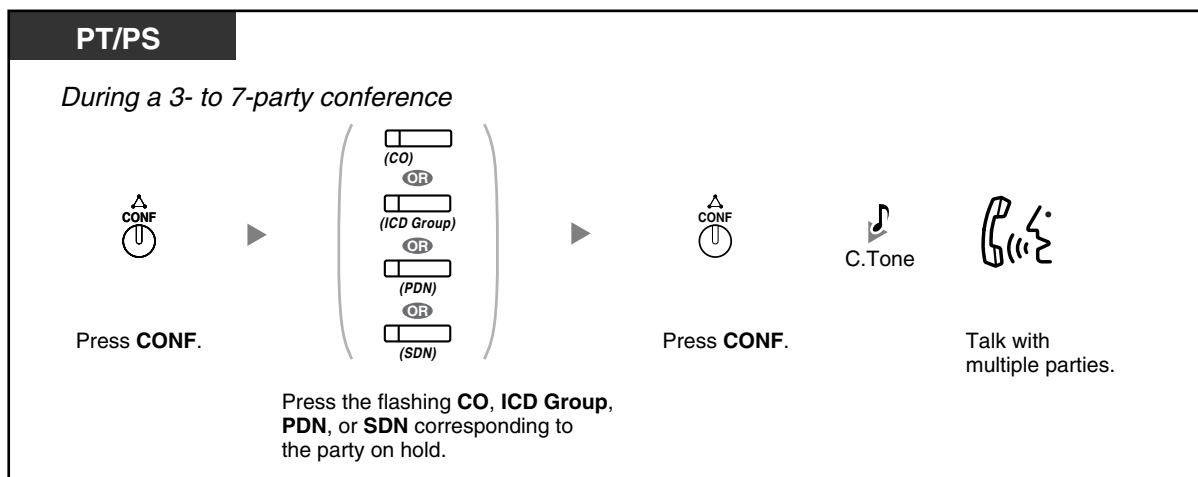 PT/PS
During a 3- to 7-party conference
CONF
(CO)
OR
(ICD Group)
OR
(PDN)
OR
(SDN)
CONF
C.Tone
Press CONF.
Press the flashing CO, ICD Group,
PDN, or SDN corresponding to
the party on hold.
Press CONF.
Talk with
multiple parties.